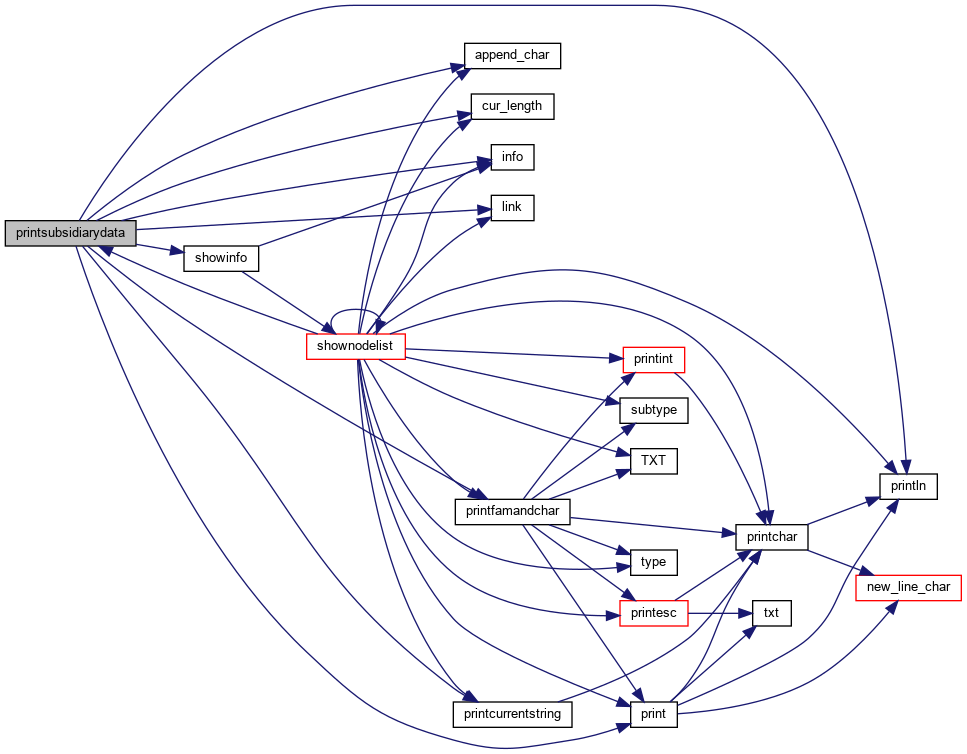 append_char
cur_length
info
link
printsubsidiarydata
showinfo
shownodelist
printint
subtype
TXT
println
printfamandchar
printchar
type
new_line_char
printesc
txt
printcurrentstring
print